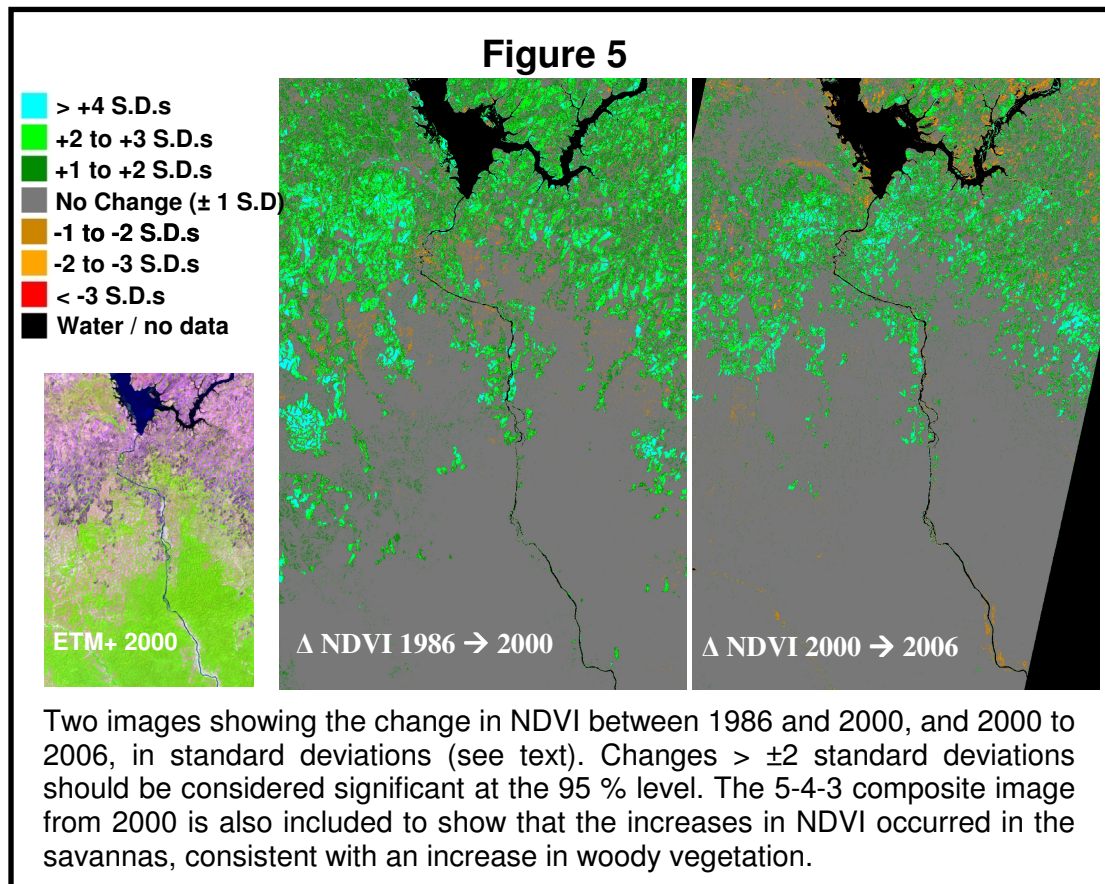 Figure 5
> +4 S.D.s
+2 to +3 S.D.s
+1 to +2 S.D.s
No Change (± 1 S.D)
-1 to -2 S.D.s
-2 to -3 S.D.s
< -3 S.D.s
Water / no data
ETM+ 2000
Δ NDVI 1986 → 2000
Δ NDVI 2000 → 2006
Two images showing the change in NDVI between 1986 and 2000, and 2000 to
2006, in standard deviations (see text). Changes > ±2 standard deviations
should be considered significant at the 95 % level. The 5-4-3 composite image
from 2000 is also included to show that the increases in NDVI occurred in the
savannas, consistent with an increase in woody vegetation.